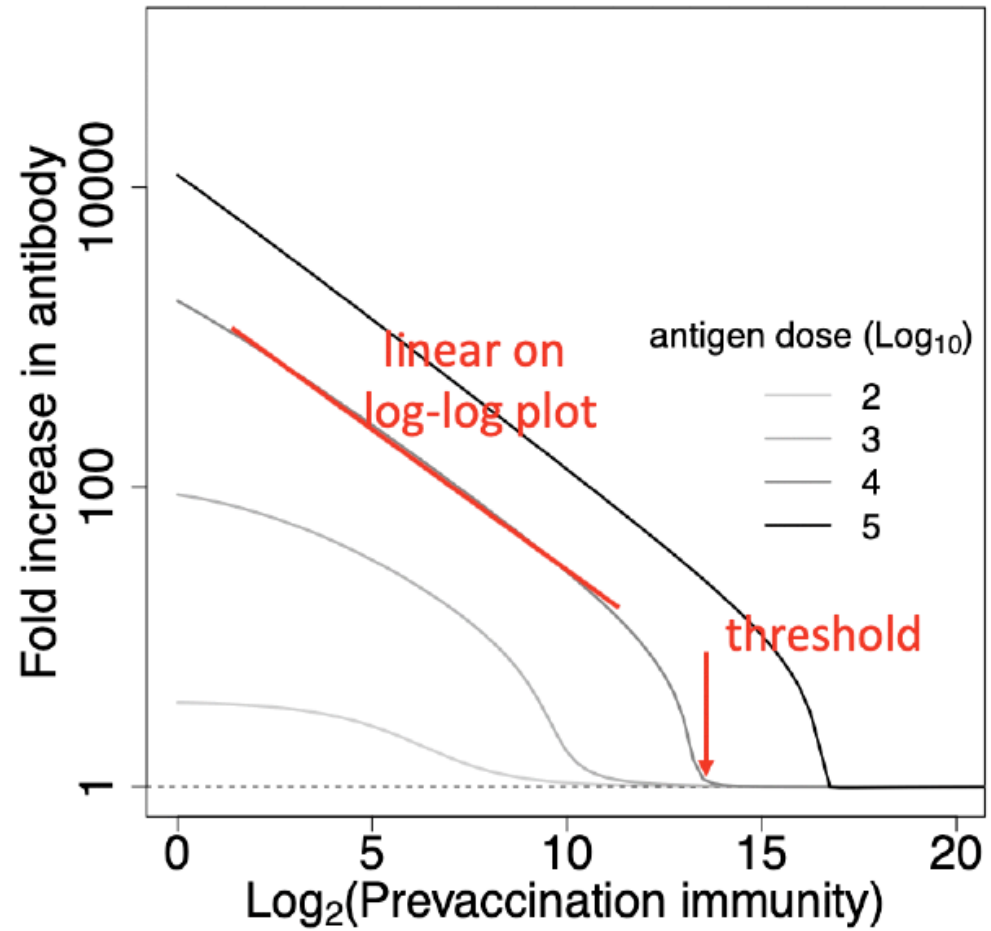 Fold increase in antibody
10000
100
1
linear on
log-log plot
antigen dose (Log₁₀)
2
3
4
5
threshold
0 5 10 15 20
Log₂(Prevaccination immunity)